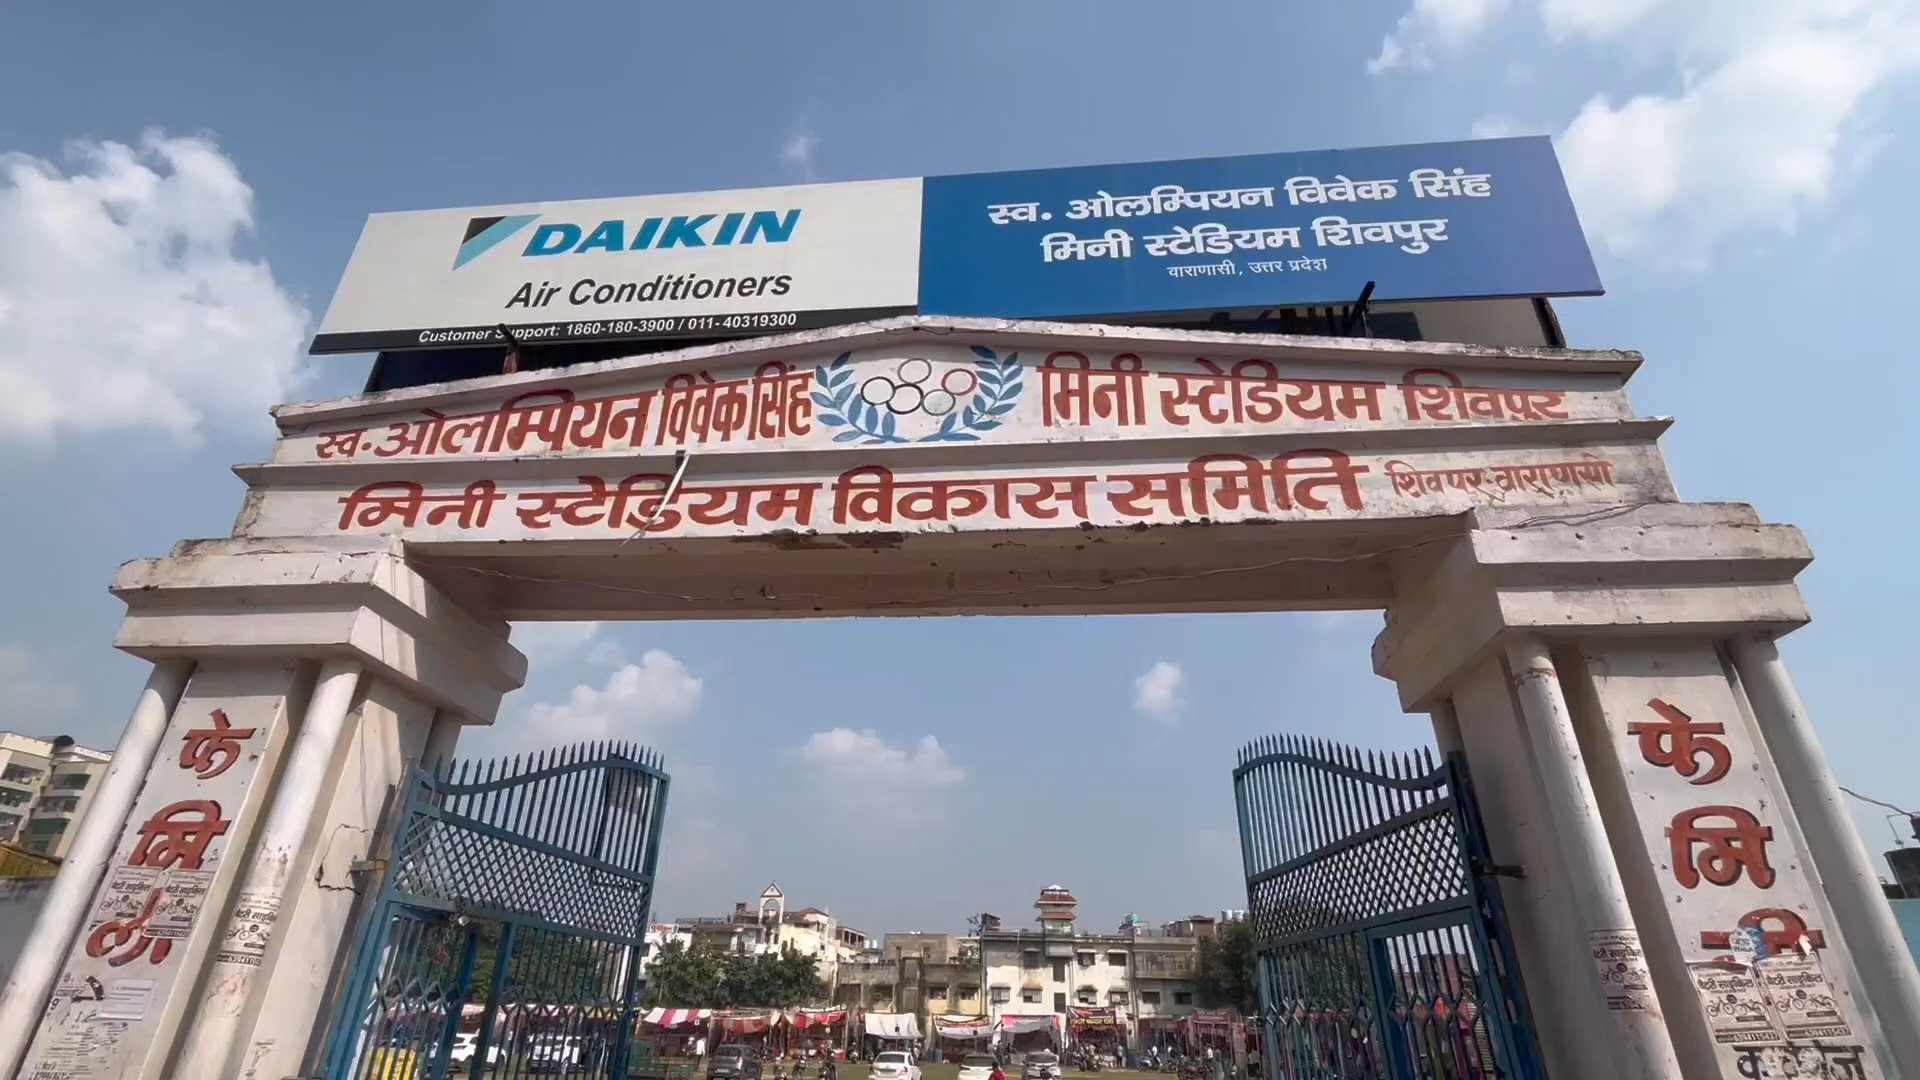 DAIKIN
Air Conditioners
Customer Support: 1860-180-3900 / 011-40319300
स्व. ओलम्पियन विवेक सिंह
मिनी स्टेडियम शिवपुर
वाराणसी, उत्तर प्रदेश
स्व. ओलम्पियन विवेक सिंह मिनी स्टेडियम शिवपुर
मिनी स्टेडियम विकास समिति शिवपुर-वाराणसी
फे
मि
ली
फे
मि